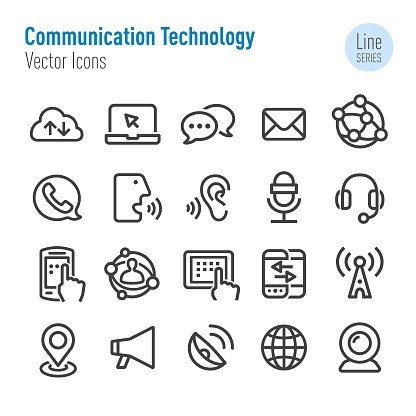 Communication Technology
Vector Icons
Line
SERIES